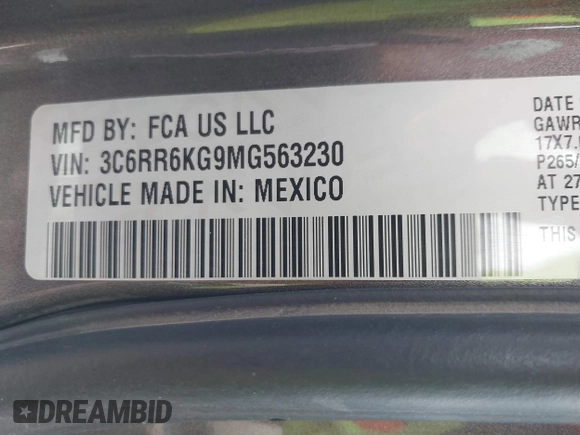 MFD BY: FCA US LLC
VIN: 3C6RR6KG9MG563230
VEHICLE MADE IN: MEXICO
DATE
GAWR
17X7.
P265/
AT 27
TYPE
THIS
DREAMBID